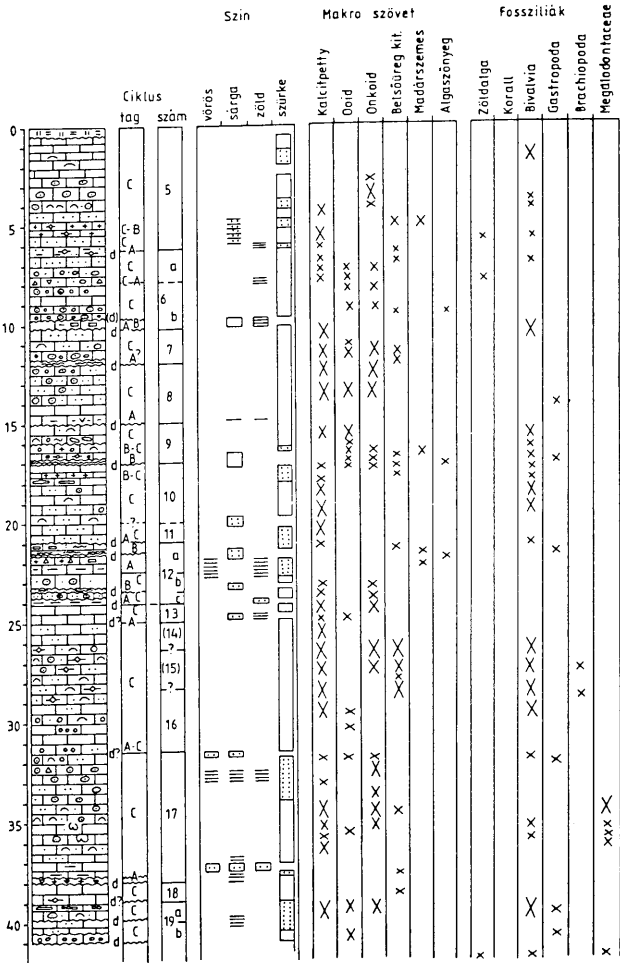 Szín
Makro szövet
Fossziliák
Ciklus
tag
szám
vörös
sárga
zöld
szürke
Kalcitpetty
Ooid
Onkoid
Belsőüreg kit.
Madárszemes
Algaszőnyeg
Zöldalga
Korall
Bivalvia
Gastropoda
Brachiopoda
Megalodontaceae
0
C
5
5
C-B
C
d
A
C
a
C-A
6
C
b
(d)
10
A B
d
C
7
A?
d
C
8
A
15
d
C
9
B-C
B
d
B-C
10
C
20
?
A C
11
d
B
a
d
A
12
C
b
B
d
A C
c
d
C
13
25
d?
A
(14)
?
(15)
C
?
16
30
A-C
d?
C
17
35
A
d
C
18
d?
C
a
40
d
19
C
b
d